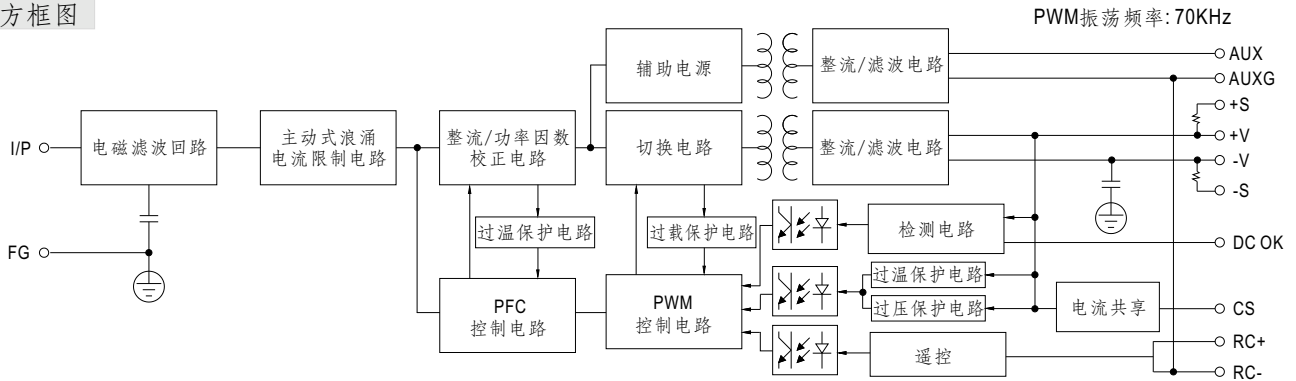 方框图
PWM振荡频率: 70KHz
辅助电源
整流/滤波电路
AUX
AUXG
+S
I/P
电磁滤波回路
主动式浪涌
电流限制电路
整流/功率因数
校正电路
切换电路
整流/滤波电路
+V
-V
-S
过温保护电路
过载保护电路
检测电路
FG
DC OK
PFC
控制电路
PWM
控制电路
过温保护电路
过压保护电路
电流共享
CS
遥控
RC+
RC-